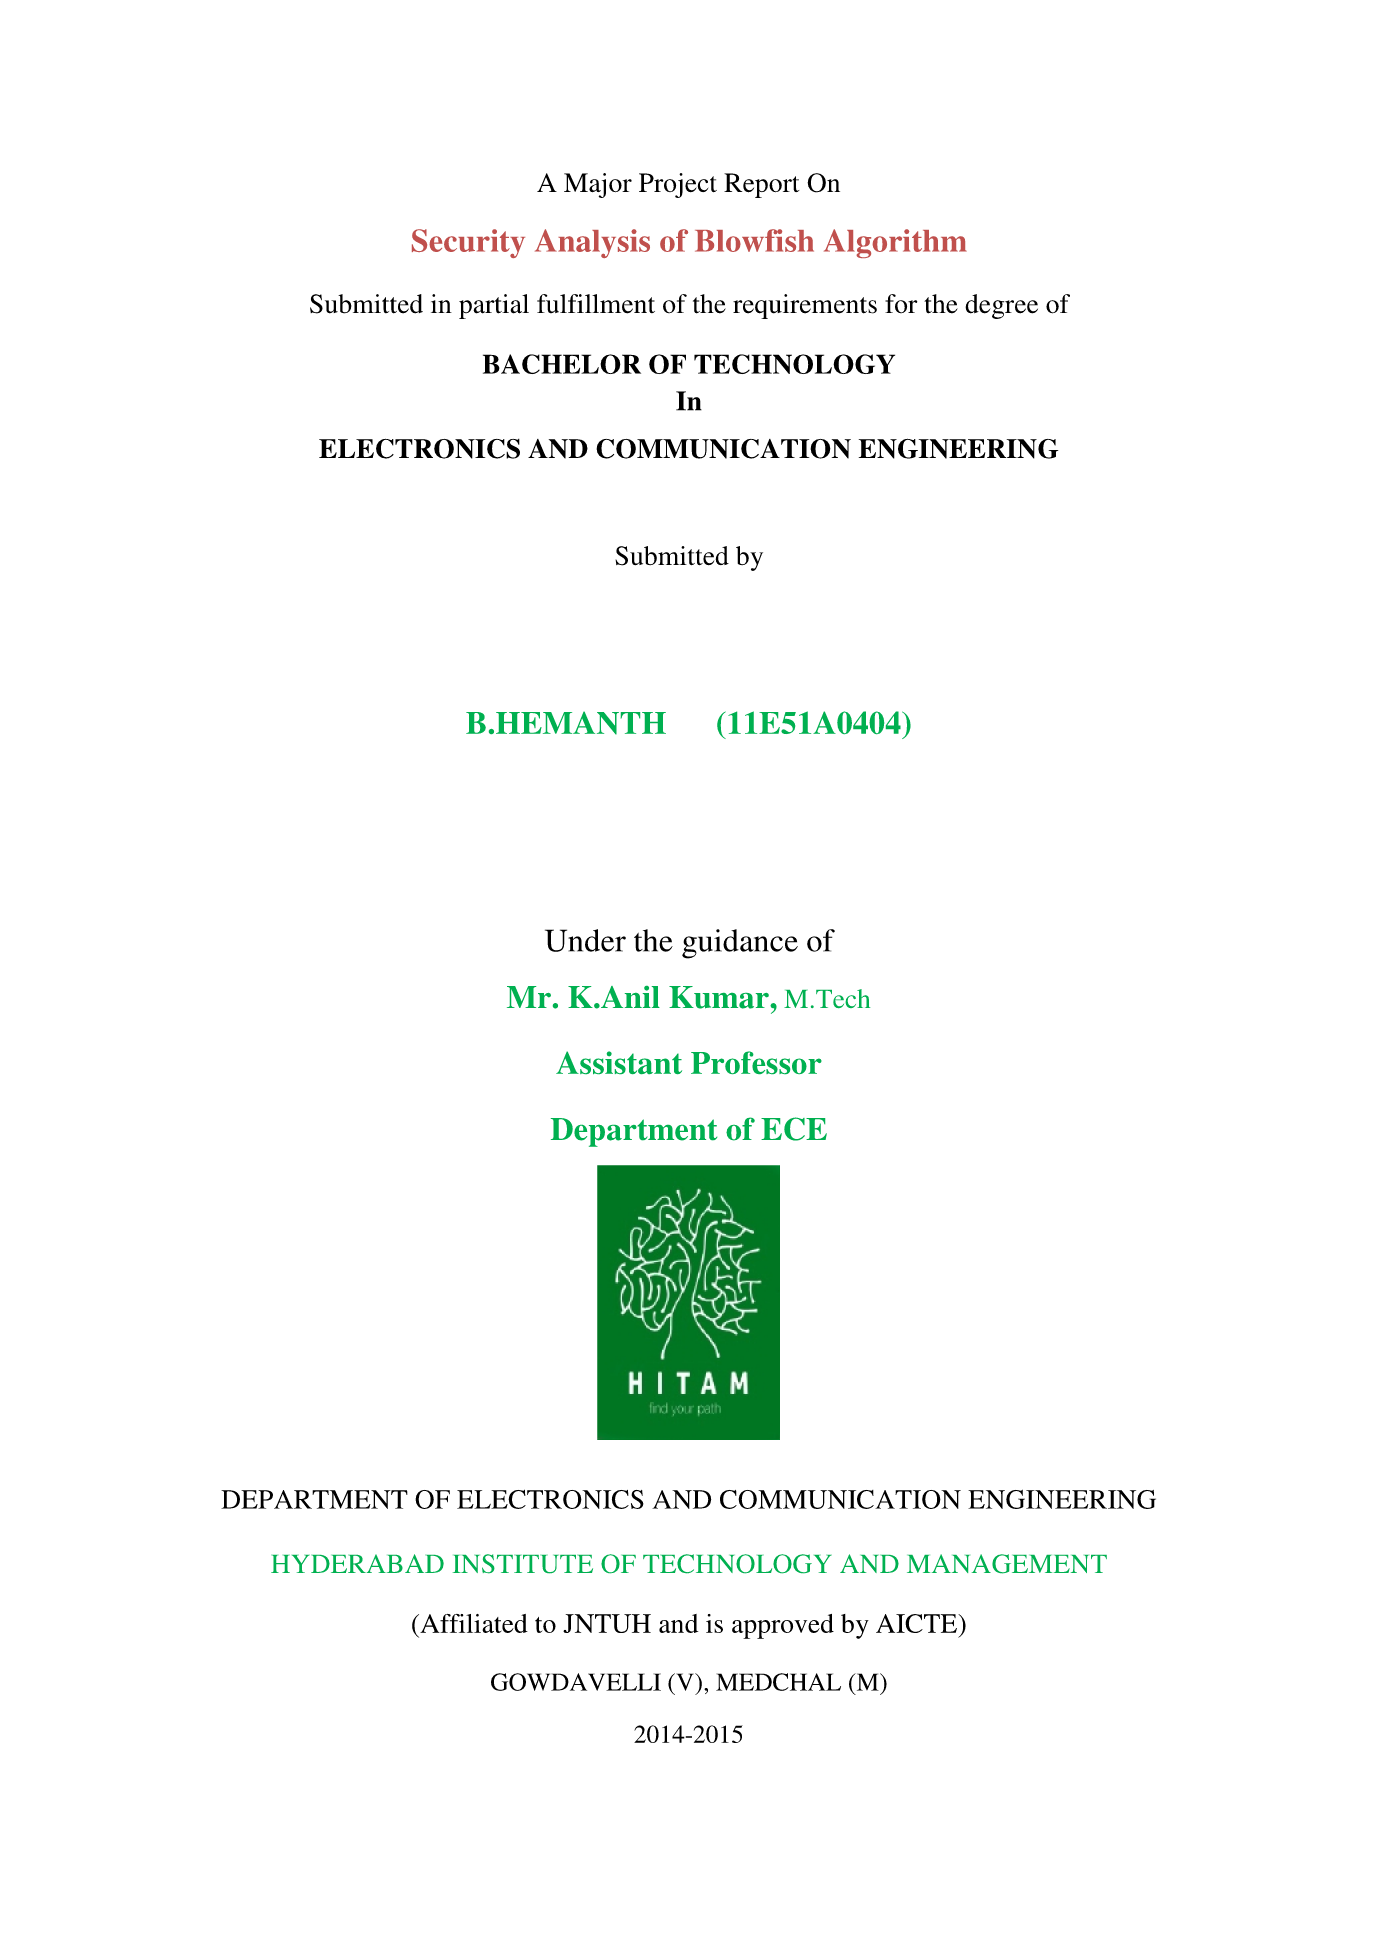 A Major Project Report On
Security Analysis of Blowfish Algorithm
Submitted in partial fulfillment of the requirements for the degree of
BACHELOR OF TECHNOLOGY
In
ELECTRONICS AND COMMUNICATION ENGINEERING
Submitted by
B.HEMANTH (11E51A0404)
Under the guidance of
Mr. K.Anil Kumar, M.Tech
Assistant Professor
Department of ECE
HITAM
find your path
DEPARTMENT OF ELECTRONICS AND COMMUNICATION ENGINEERING
HYDERABAD INSTITUTE OF TECHNOLOGY AND MANAGEMENT
(Affiliated to JNTUH and is approved by AICTE)
GOWDAVELLI (V), MEDCHAL (M)
2014-2015